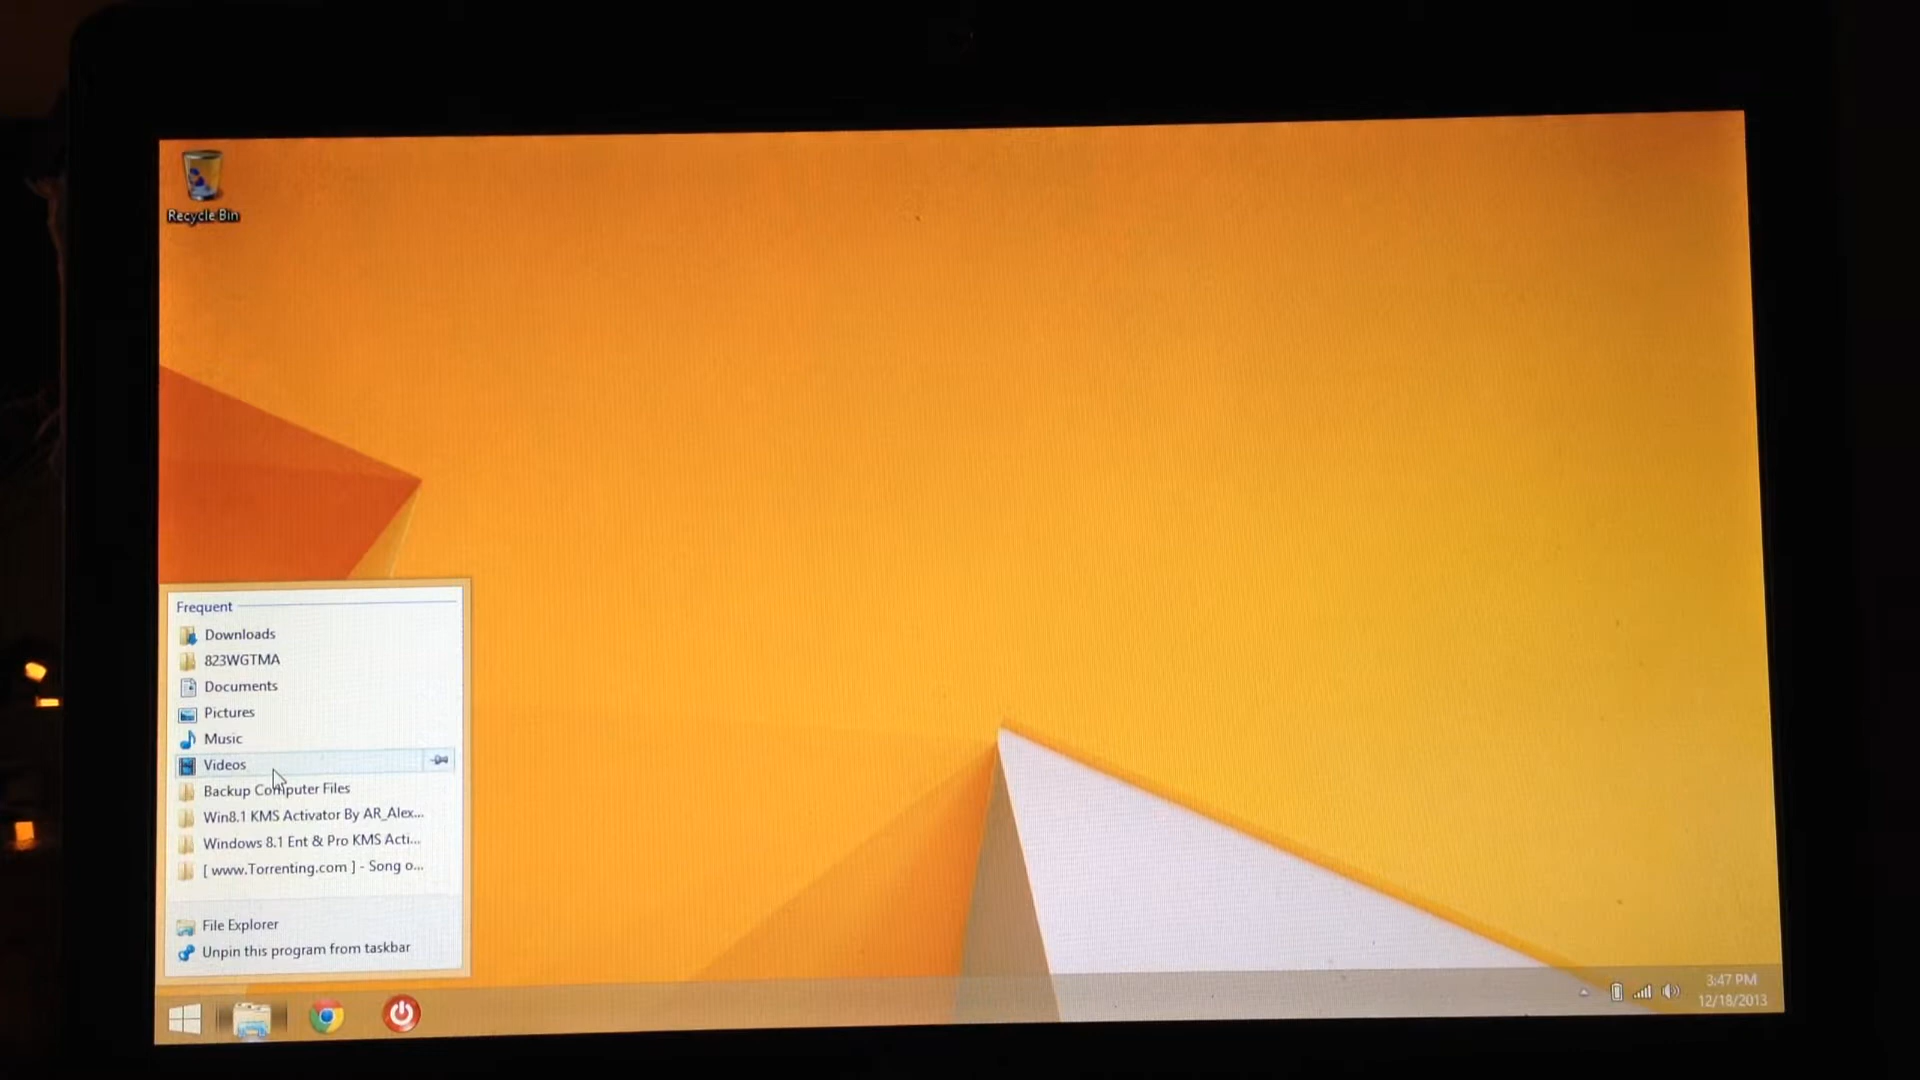 Recycle Bin
Frequent
Downloads
823WGTMA
Documents
Pictures
Music
Videos
Backup Computer Files
Win8.1 KMS Activator By AR_Alex...
Windows 8.1 Ent & Pro KMS Acti...
[ www.Torrenting.com ] - Song o...
File Explorer
Unpin this program from taskbar
3:47 PM
12/18/2013